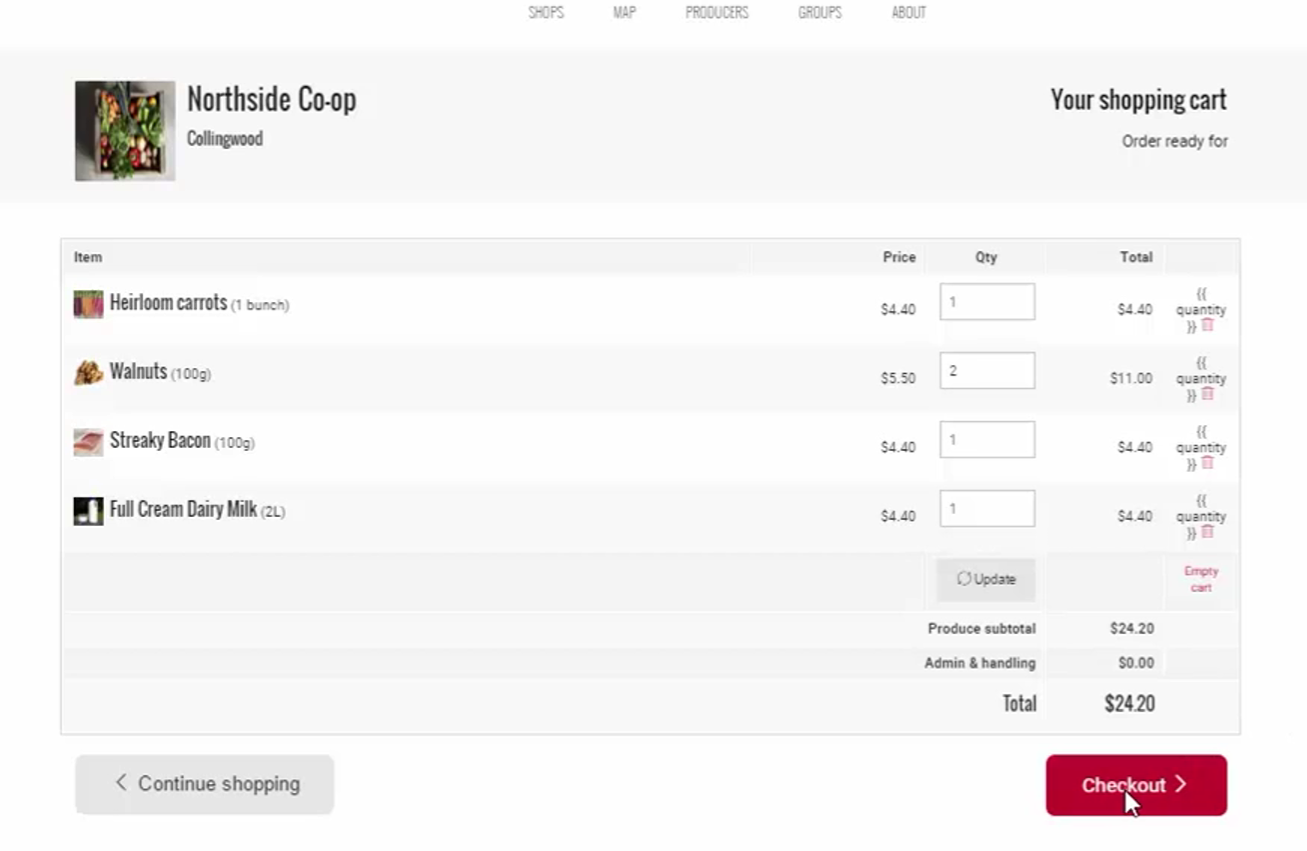 SHOPS MAP PRODUCERS GROUPS ABOUT
Northside Co-op
Collingwood
Your shopping cart
Order ready for
Item Price Qty Total
Heirloom carrots (1 bunch) $4.40 1 $4.40 {{
quantity
}}
Walnuts (100g) $5.50 2 $11.00 {{
quantity
}}
Streaky Bacon (100g) $4.40 1 $4.40 {{
quantity
}}
Full Cream Dairy Milk (2L) $4.40 1 $4.40 {{
quantity
}}
Update Empty
cart
Produce subtotal $24.20
Admin & handling $0.00
Total $24.20
Continue shopping Checkout